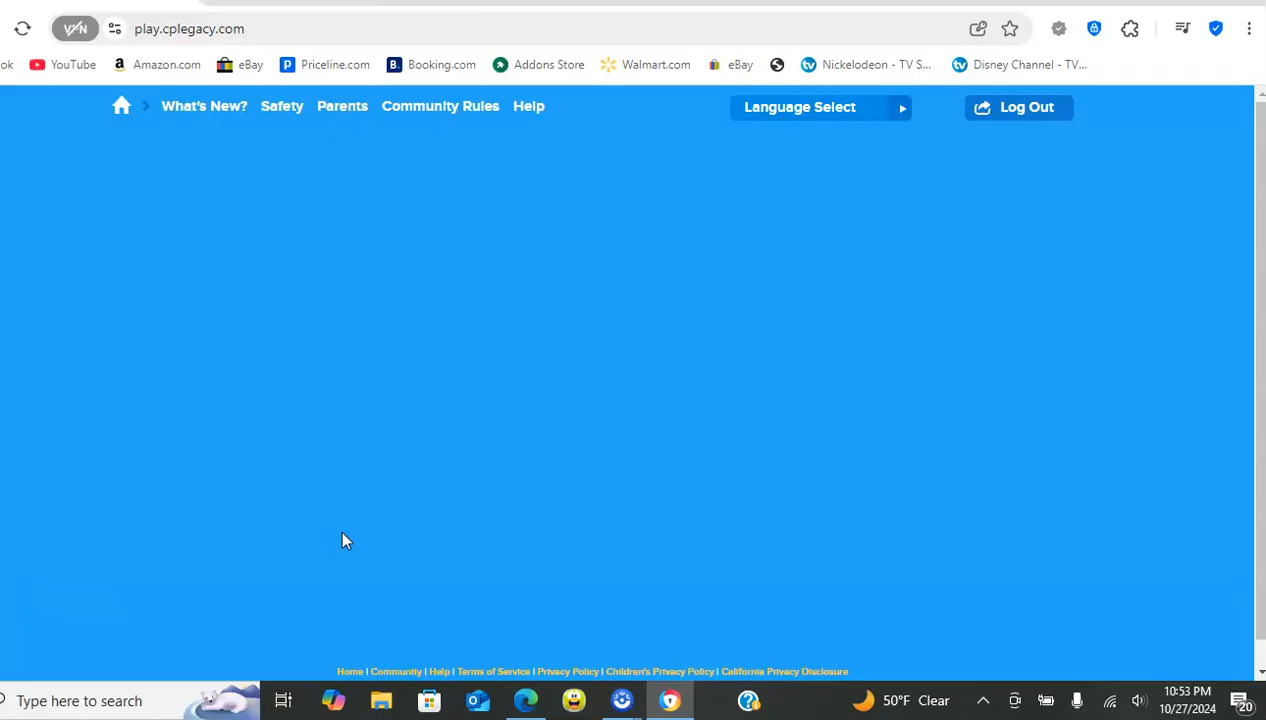 VPN play.cplegacy.com
ok YouTube Amazon.com eBay Priceline.com Booking.com Addons Store Walmart.com eBay Nickelodeon - TV S... Disney Channel - TV...
What's New? Safety Parents Community Rules Help Language Select Log Out
Home | Community | Help | Terms of Service | Privacy Policy | Children's Privacy Policy | California Privacy Disclosure
Type here to search 50°F Clear 10:53 PM
10/27/2024 20